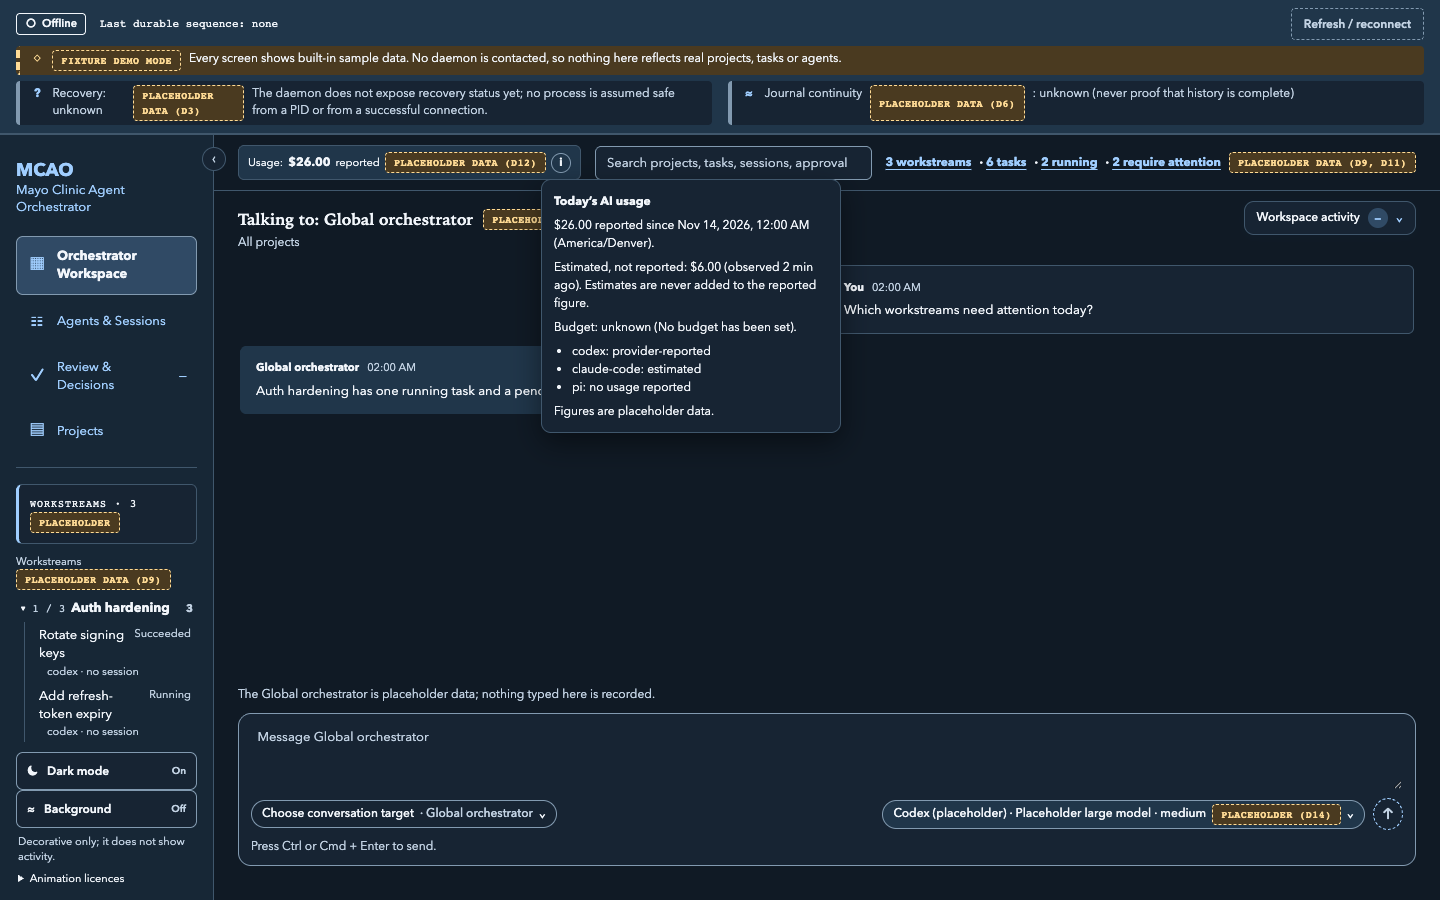 Offline
Last durable sequence: none
Refresh / reconnect
FIXTURE DEMO MODE
Every screen shows built-in sample data. No daemon is contacted, so nothing here reflects real projects, tasks or agents.
? Recovery:
unknown
PLACEHOLDER
DATA (D3)
The daemon does not expose recovery status yet; no process is assumed safe
from a PID or from a successful connection.
≈ Journal continuity PLACEHOLDER DATA (D6) : unknown (never proof that history is complete)
MCAO
Mayo Clinic Agent
Orchestrator
Orchestrator
Workspace
Agents & Sessions
Review &
Decisions –
Projects
WORKSTREAMS · 3
PLACEHOLDER
Workstreams
PLACEHOLDER DATA (D9)
▾ 1 / 3 Auth hardening 3
Rotate signing
keys
Succeeded
codex · no session
Add refresh-
token expiry
Running
codex · no session
Dark mode On
≈ Background Off
Decorative only; it does not show
activity.
▶ Animation licences
‹
Usage: $26.00 reported PLACEHOLDER DATA (D12) i
Search projects, tasks, sessions, approval
3 workstreams · 6 tasks · 2 running · 2 require attention PLACEHOLDER DATA (D9, D11)
Talking to: Global orchestrator
All projects
Workspace activity –
Today's AI usage
$26.00 reported since Nov 14, 2026, 12:00 AM
(America/Denver).
Estimated, not reported: $6.00 (observed 2 min
ago). Estimates are never added to the reported
figure.
Budget: unknown (No budget has been set).
• codex: provider-reported
• claude-code: estimated
• pi: no usage reported
Figures are placeholder data.
You 02:00 AM
Which workstreams need attention today?
Global orchestrator 02:00 AM
Auth hardening has one running task and a
The Global orchestrator is placeholder data; nothing typed here is recorded.
Message Global orchestrator
Choose conversation target · Global orchestrator
Codex (placeholder) · Placeholder large model · medium PLACEHOLDER (D14)
Press Ctrl or Cmd + Enter to send.